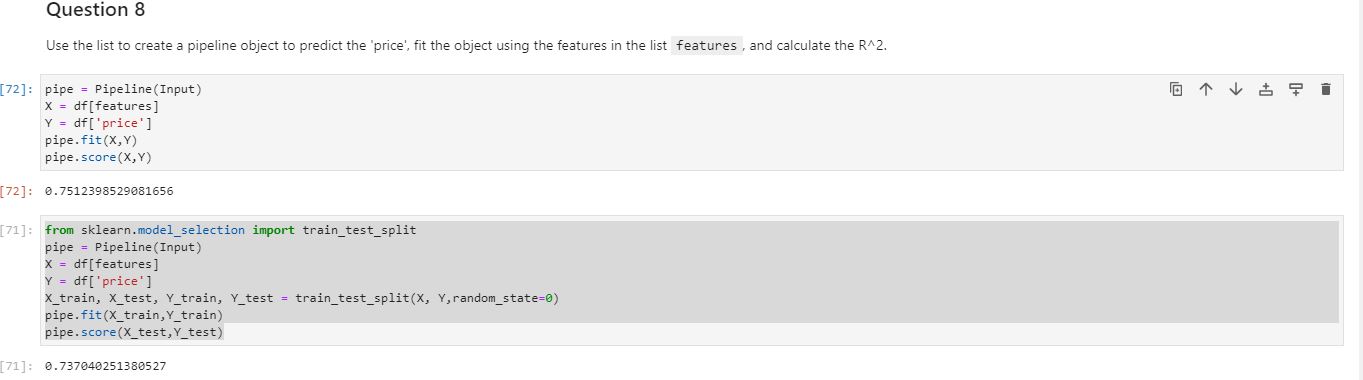 Question 8
Use the list to create a pipeline object to predict the 'price', fit the object using the features in the list features , and calculate the R^2.
[72]: pipe = Pipeline(Input)
X = df[features]
Y = df['price']
pipe.fit(X,Y)
pipe.score(X,Y)
[72]: 0.7512398529081656
[71]: from sklearn.model_selection import train_test_split
pipe = Pipeline(Input)
X = df[features]
Y = df['price']
X_train, X_test, Y_train, Y_test = train_test_split(X, Y,random_state=0)
pipe.fit(X_train,Y_train)
pipe.score(X_test,Y_test)
[71]: 0.737040251380527